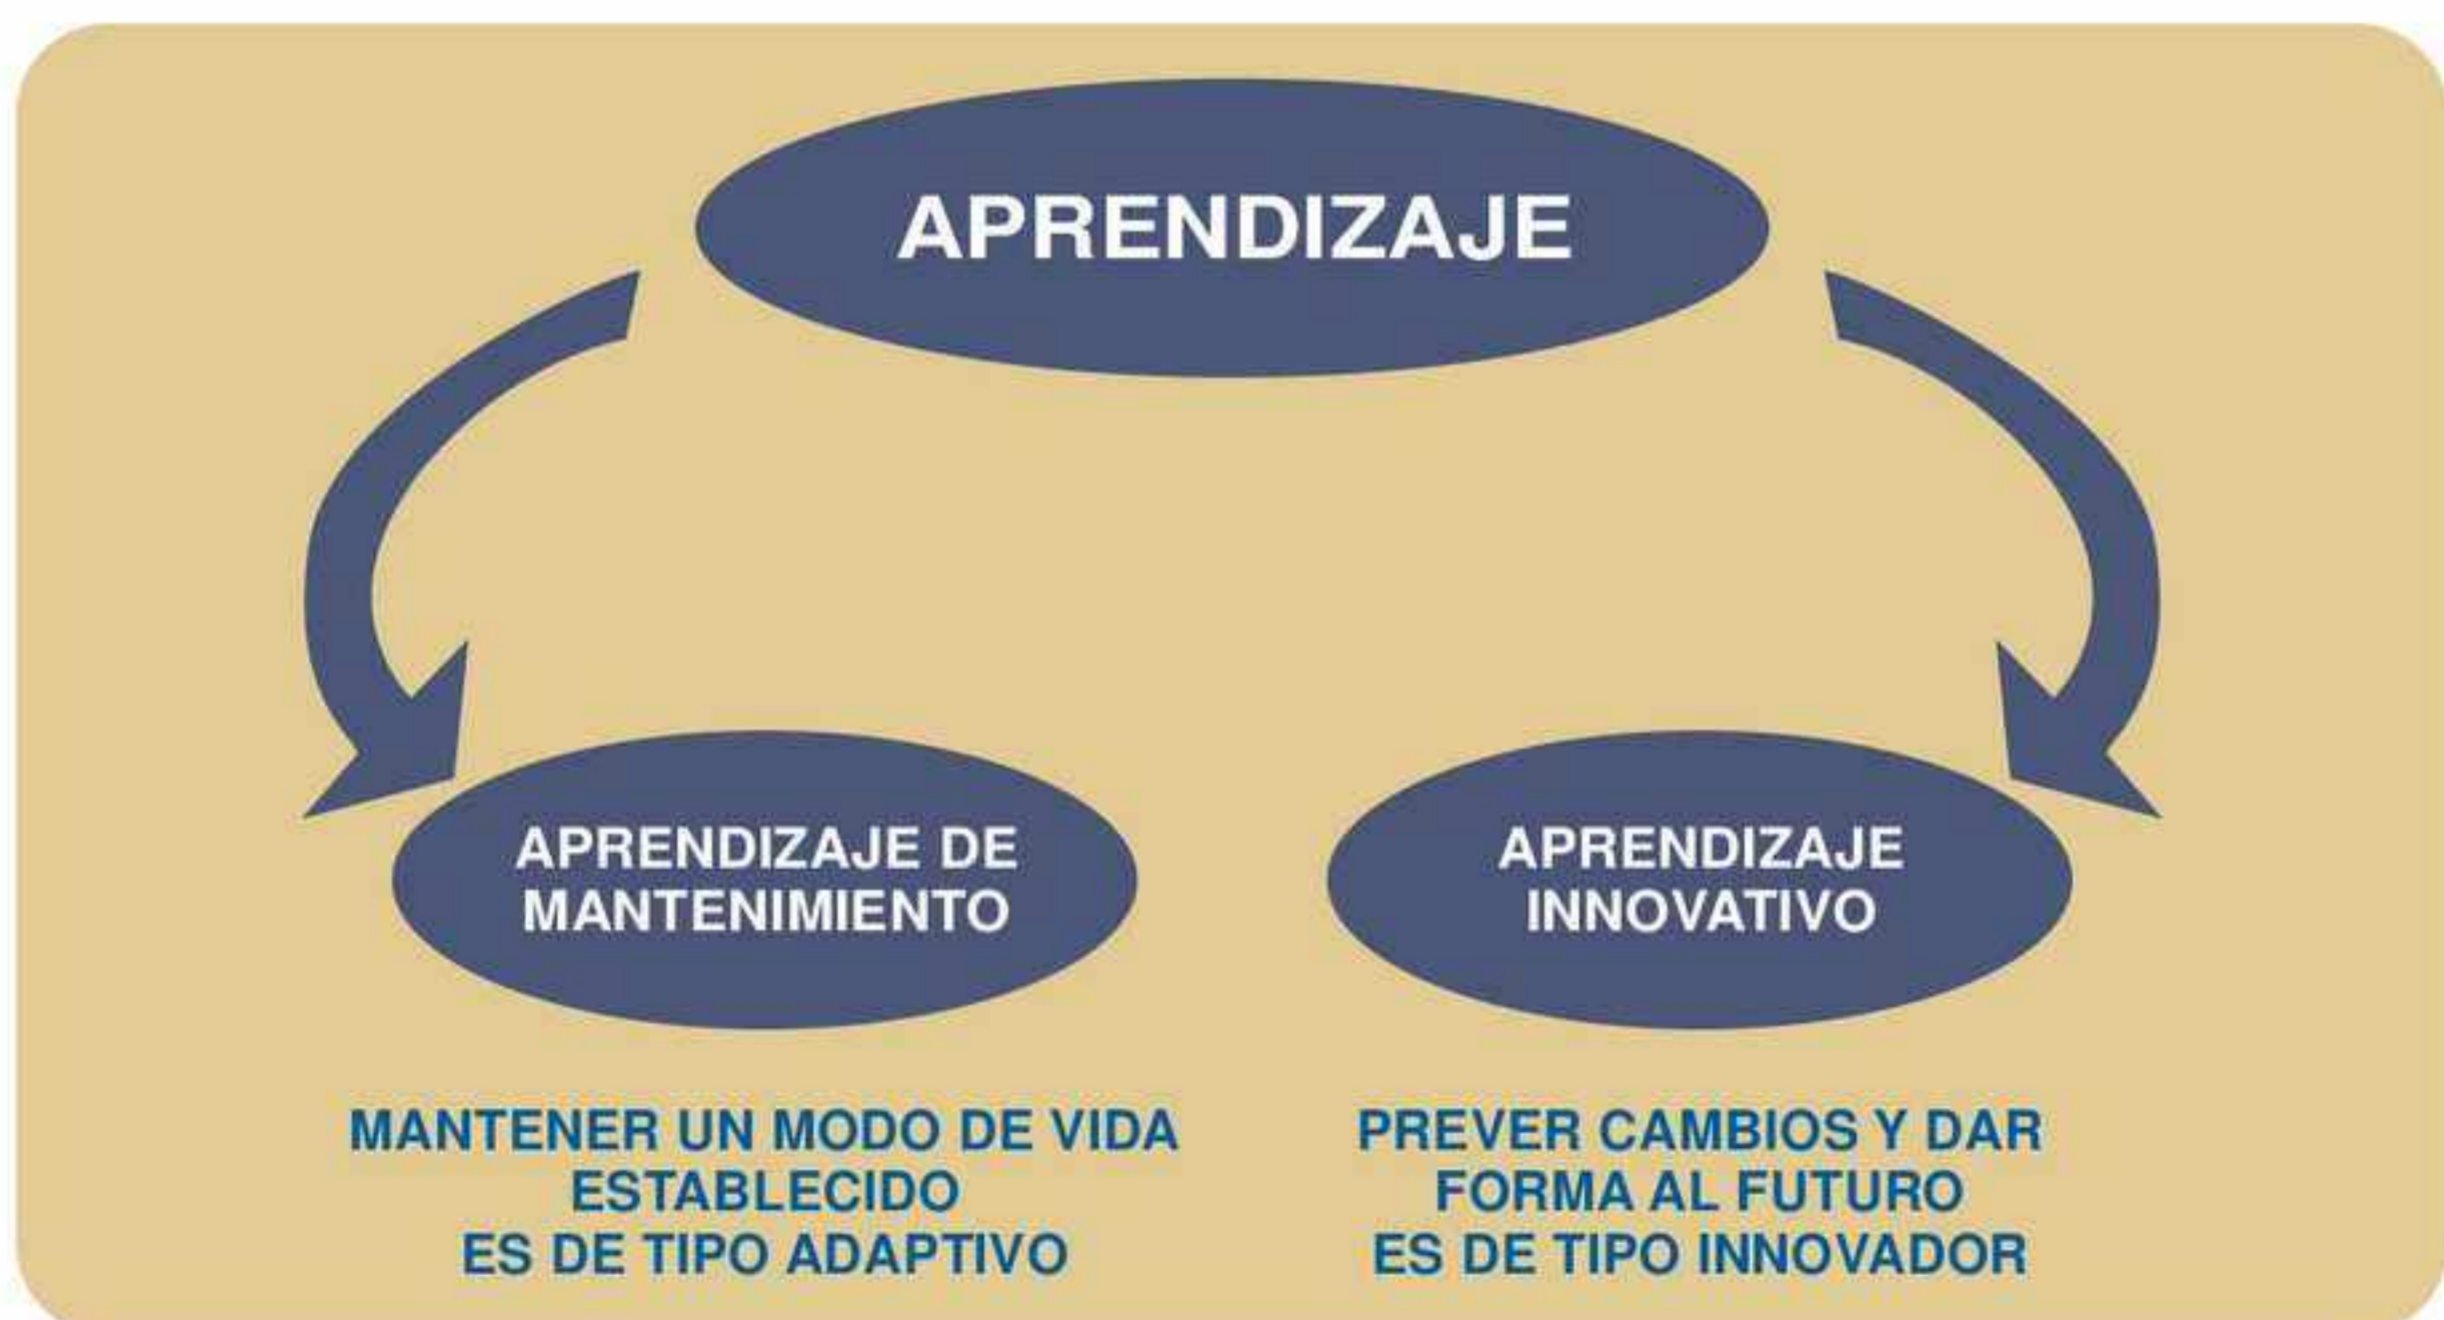 APRENDIZAJE
APRENDIZAJE DE
MANTENIMIENTO
MANTENER UN MODO DE VIDA
ESTABLECIDO
ES DE TIPO ADAPTIVO
APRENDIZAJE
INNOVATIVO
PREVER CAMBIOS Y DAR
FORMA AL FUTURO
ES DE TIPO INNOVADOR